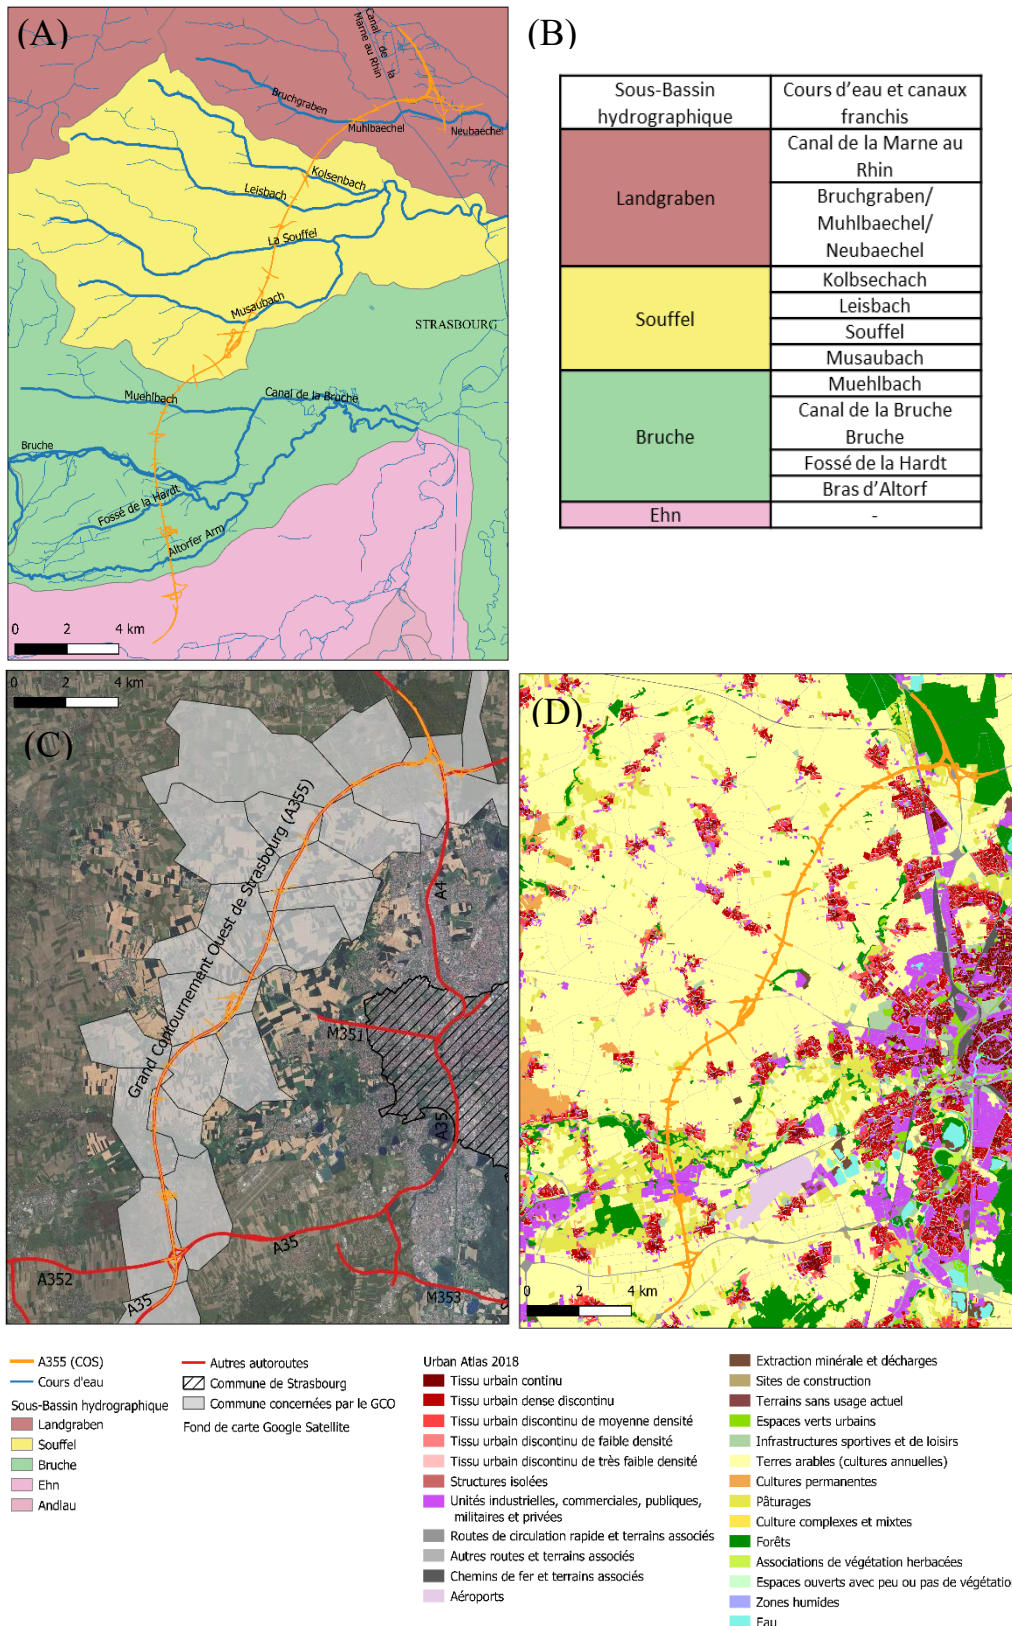 (A)
Canal de la
Marne au Rhin
Bruchgraben
Muhlbaechel
Neubaechel
Kolsenbach
Leisbach
La Souffel
Musaubach
STRASBOURG
Muehlbach
Canal de la Bruche
Bruche
Fossé de la Hardt
Altorfer Arm
0 2 4 km
(B)
Sous-Bassin
hydrographique
Cours d'eau et canaux
franchis
Landgraben
Canal de la Marne au
Rhin
Bruchgraben/
Muhlbaechel/
Neubaechel
Souffel
Kolbsechach
Leisbach
Souffel
Musaubach
Bruche
Muehlbach
Canal de la Bruche
Bruche
Fossé de la Hardt
Bras d'Altorf
Ehn
-
0 2 4 km
(C)
Grand Contournement Ouest de Strasbourg (A355)
A4
M351
A35
A35
A352
A35
M353
(D)
0 2 4 km
A355 (COS)
Cours d'eau
Sous-Bassin hydrographique
Landgraben
Souffel
Bruche
Ehn
Andlau
Autres autoroutes
Commune de Strasbourg
Commune concernées par le GCO
Fond de carte Google Satellite
Urban Atlas 2018
Tissu urbain continu
Tissu urbain dense discontinu
Tissu urbain discontinu de moyenne densité
Tissu urbain discontinu de faible densité
Tissu urbain discontinu de très faible densité
Structures isolées
Unités industrielles, commerciales, publiques,
militaires et privées
Routes de circulation rapide et terrains associés
Autres routes et terrains associés
Chemins de fer et terrains associés
Aéroports
Extraction minérale et décharges
Sites de construction
Terrains sans usage actuel
Espaces verts urbains
Infrastructures sportives et de loisirs
Terres arables (cultures annuelles)
Cultures permanentes
Pâturages
Culture complexes et mixtes
Forêts
Associations de végétation herbacées
Espaces ouverts avec peu ou pas de végétation
Zones humides
Eau